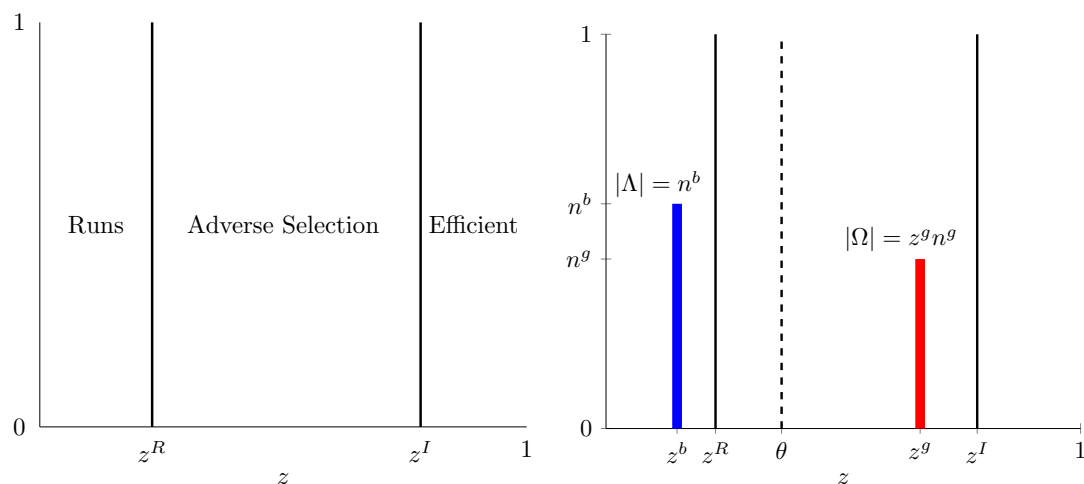 1
Runs
Adverse Selection
Efficient
0
z^R
z^I
1
z
1
|Λ| = n^b
n^b
|Ω| = z^g n^g
n^g
0
z^b
z^R
θ
z^g
z^I
1
z